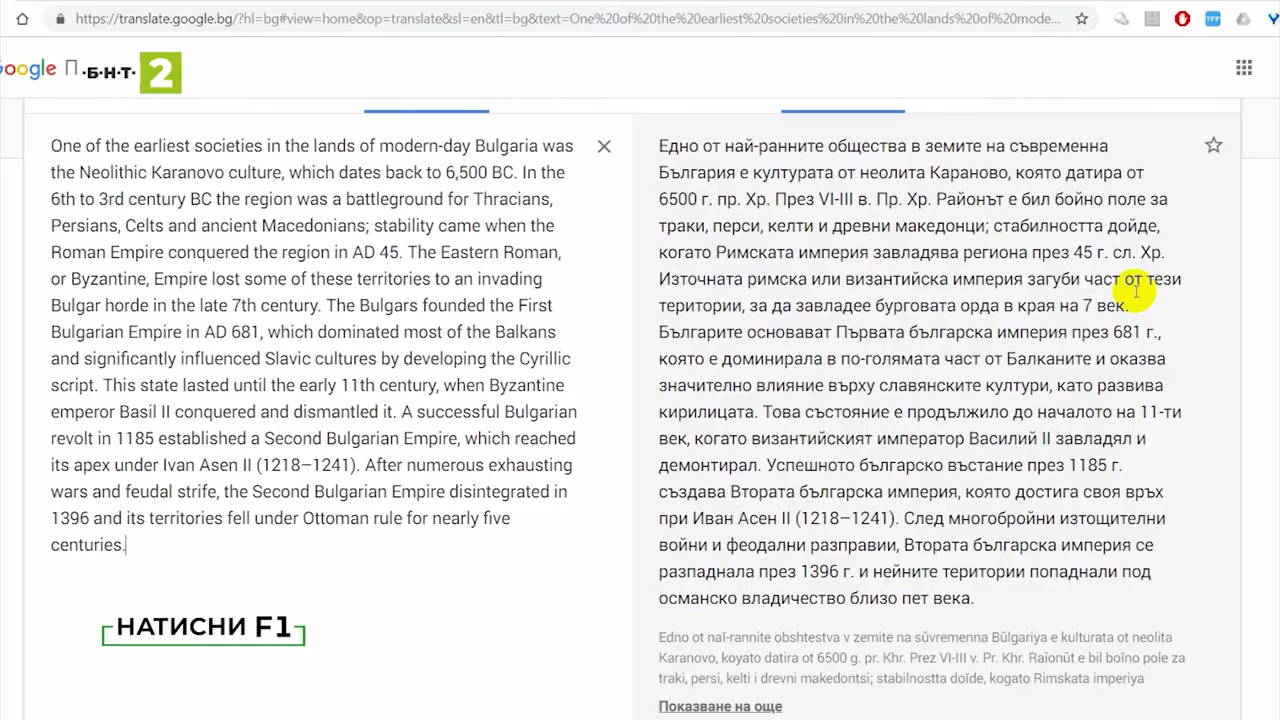 https://translate.google.bg/?hl=bg#view=home&op=translate&sl=en&tl=bg&text=One%20of%20the%20earliest%20societies%20in%20the%20lands%20of%20mode...
Google П
·Б·Н·Т· 2
One of the earliest societies in the lands of modern-day Bulgaria was
the Neolithic Karanovo culture, which dates back to 6,500 BC. In the
6th to 3rd century BC the region was a battleground for Thracians,
Persians, Celts and ancient Macedonians; stability came when the
Roman Empire conquered the region in AD 45. The Eastern Roman,
or Byzantine, Empire lost some of these territories to an invading
Bulgar horde in the late 7th century. The Bulgars founded the First
Bulgarian Empire in AD 681, which dominated most of the Balkans
and significantly influenced Slavic cultures by developing the Cyrillic
script. This state lasted until the early 11th century, when Byzantine
emperor Basil II conquered and dismantled it. A successful Bulgarian
revolt in 1185 established a Second Bulgarian Empire, which reached
its apex under Ivan Asen II (1218–1241). After numerous exhausting
wars and feudal strife, the Second Bulgarian Empire disintegrated in
1396 and its territories fell under Ottoman rule for nearly five
centuries.
Едно от най-ранните общества в земите на съвременна
България е културата от неолита Караново, която датира от
6500 г. пр. Хр. През VI-III в. Пр. Хр. Районът е бил бойно поле за
траки, перси, келти и древни македонци; стабилността дойде,
когато Римската империя завладява региона през 45 г. сл. Хр.
Източната римска или византийска империя загуби част от тези
територии, за да завладее бурговата орда в края на 7 век.
Българите основават Първата българска империя през 681 г.,
която е доминирала в по-голямата част от Балканите и оказва
значително влияние върху славянските култури, като развива
кирилицата. Това състояние е продължило до началото на 11-ти
век, когато византийският император Василий II завладял и
демонтирал. Успешното българско въстание през 1185 г.
създава Втората българска империя, която достига своя връх
при Иван Асен II (1218–1241). След многобройни изтощителни
войни и феодални разправии, Втората българска империя се
разпаднала през 1396 г. и нейните територии попаднали под
османско владичество близо пет века.
Edno ot naĭ-rannite obshtestva v zemite na sŭvremenna Bŭlgariya e kulturata ot neolita
Karanovo, koyato datira ot 6500 g. pr. Khr. Prez VI-III v. Pr. Khr. Raĭonŭt e bil boĭno pole za
traki, persi, kelti i drevni makedontsi; stabilnostta doĭde, kogato Rimskata imperiya
Показване на още
НАТИСНИ F1
TFF